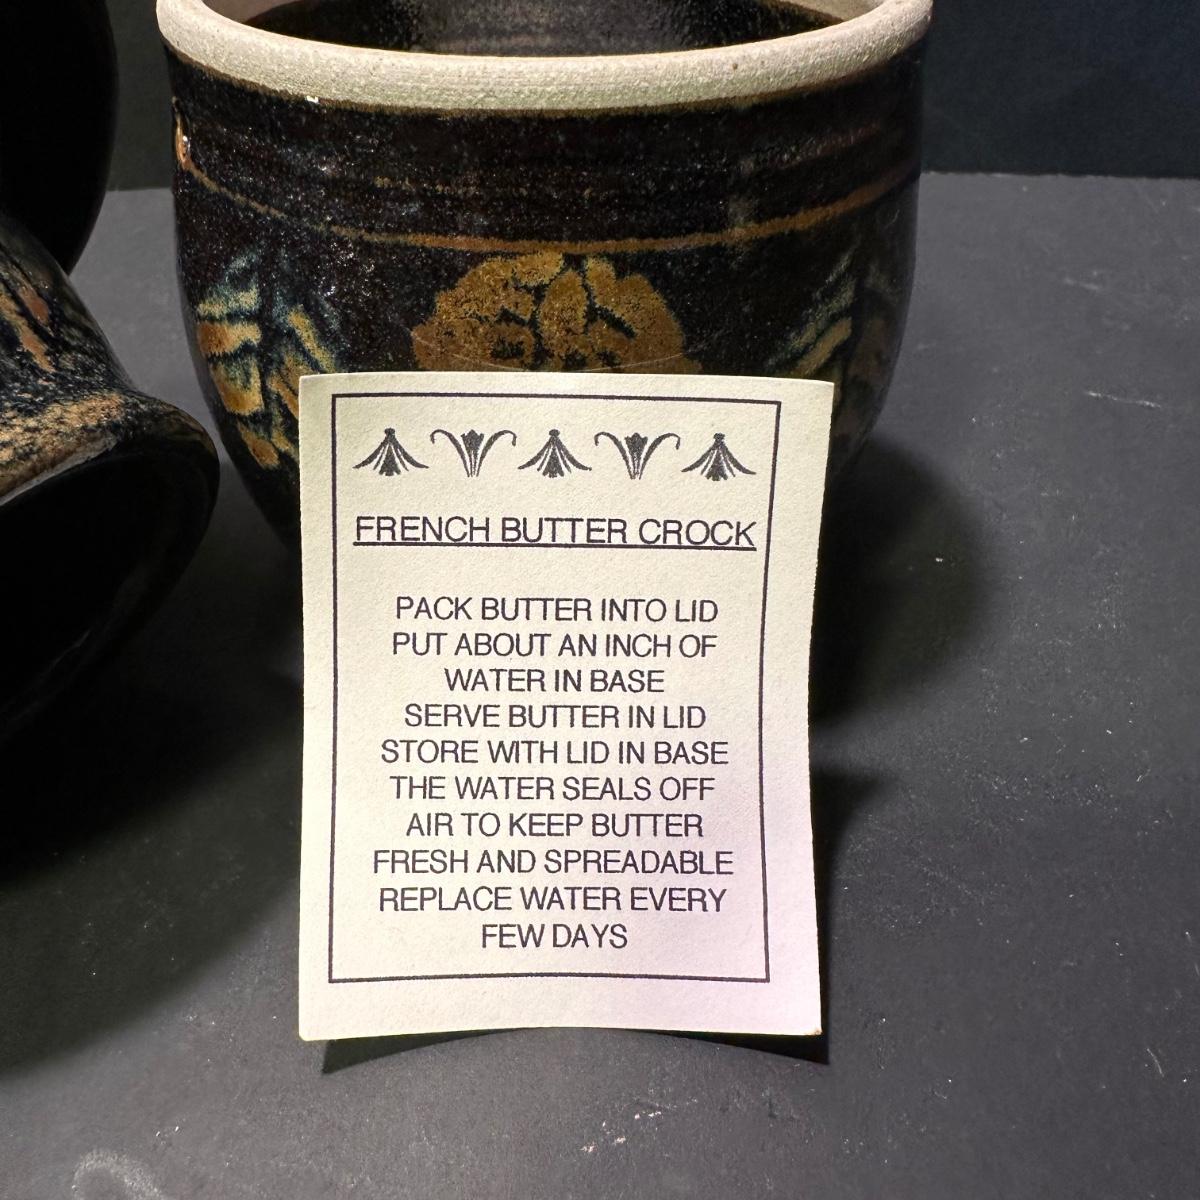 FRENCH BUTTER CROCK
PACK BUTTER INTO LID
PUT ABOUT AN INCH OF
WATER IN BASE
SERVE BUTTER IN LID
STORE WITH LID IN BASE
THE WATER SEALS OFF
AIR TO KEEP BUTTER
FRESH AND SPREADABLE
REPLACE WATER EVERY
FEW DAYS